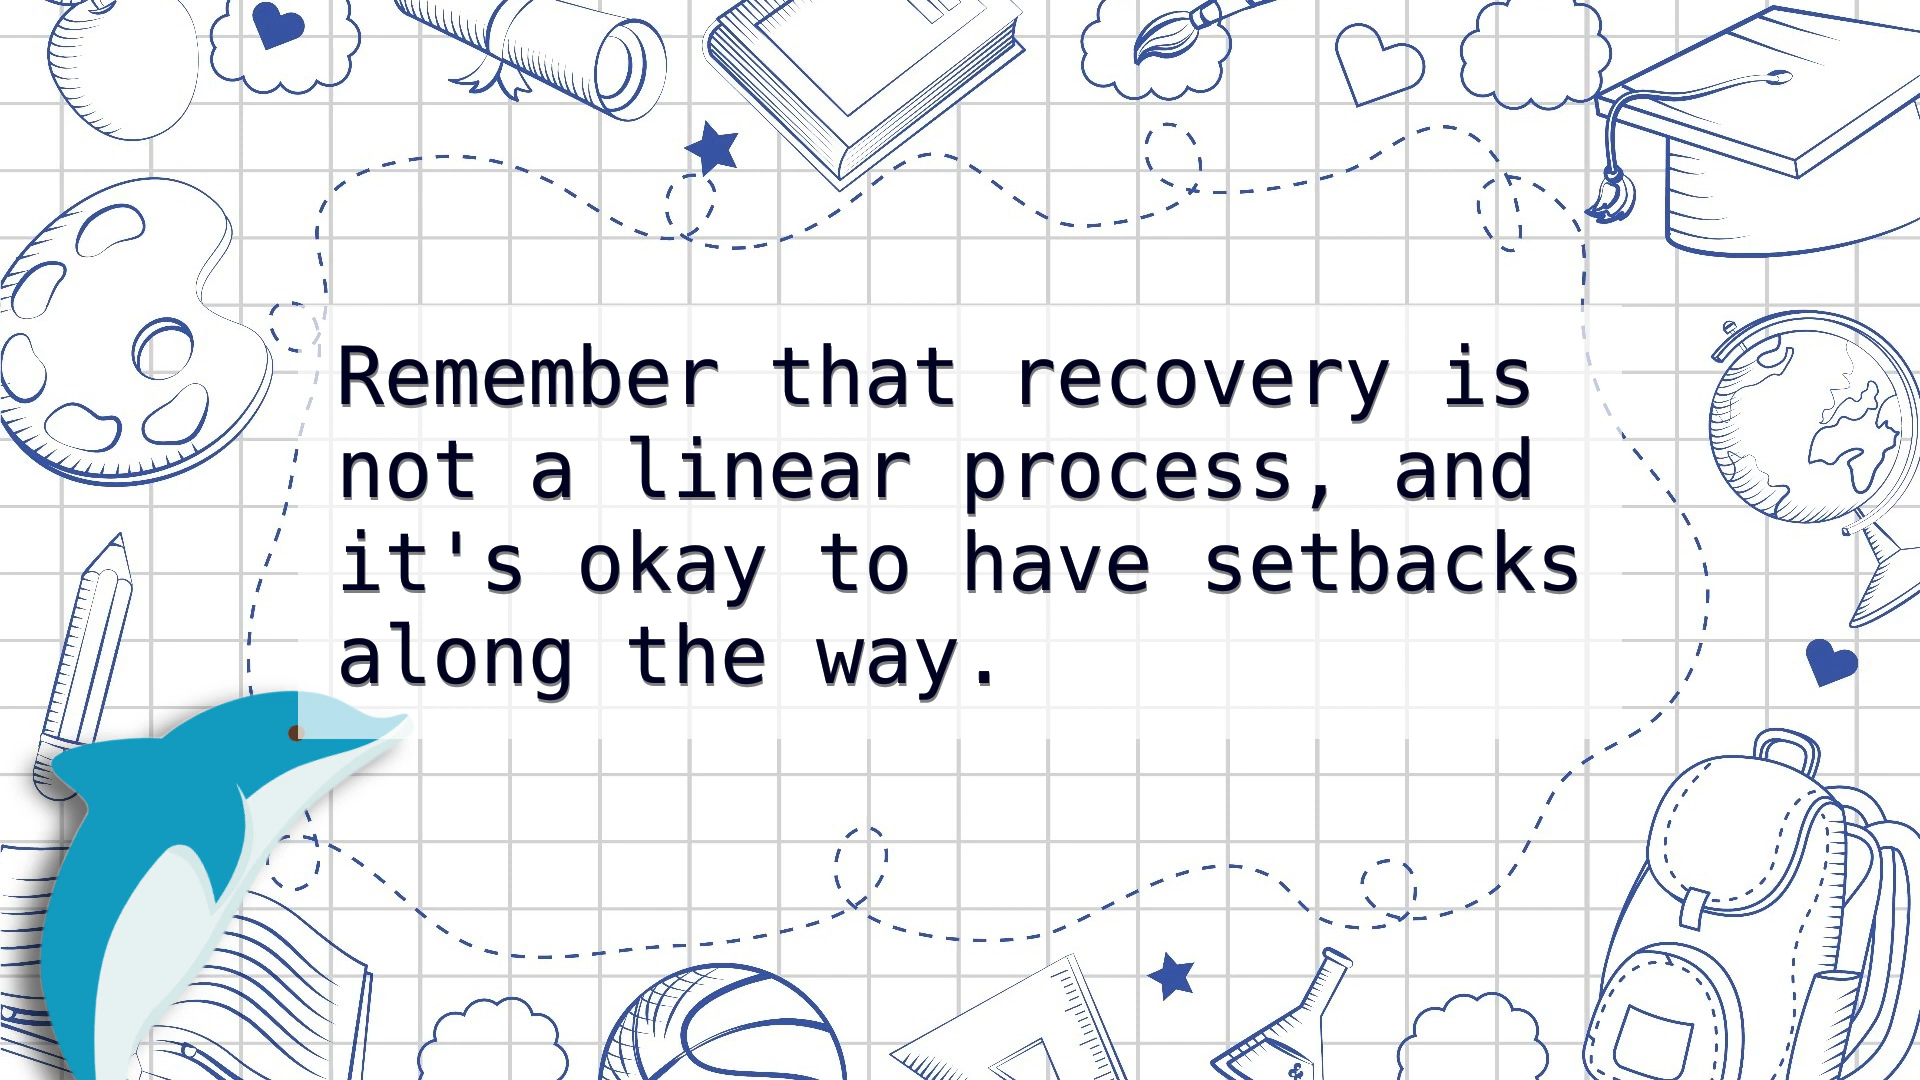 Remember that recovery is
not a linear process, and
it's okay to have setbacks
along the way.